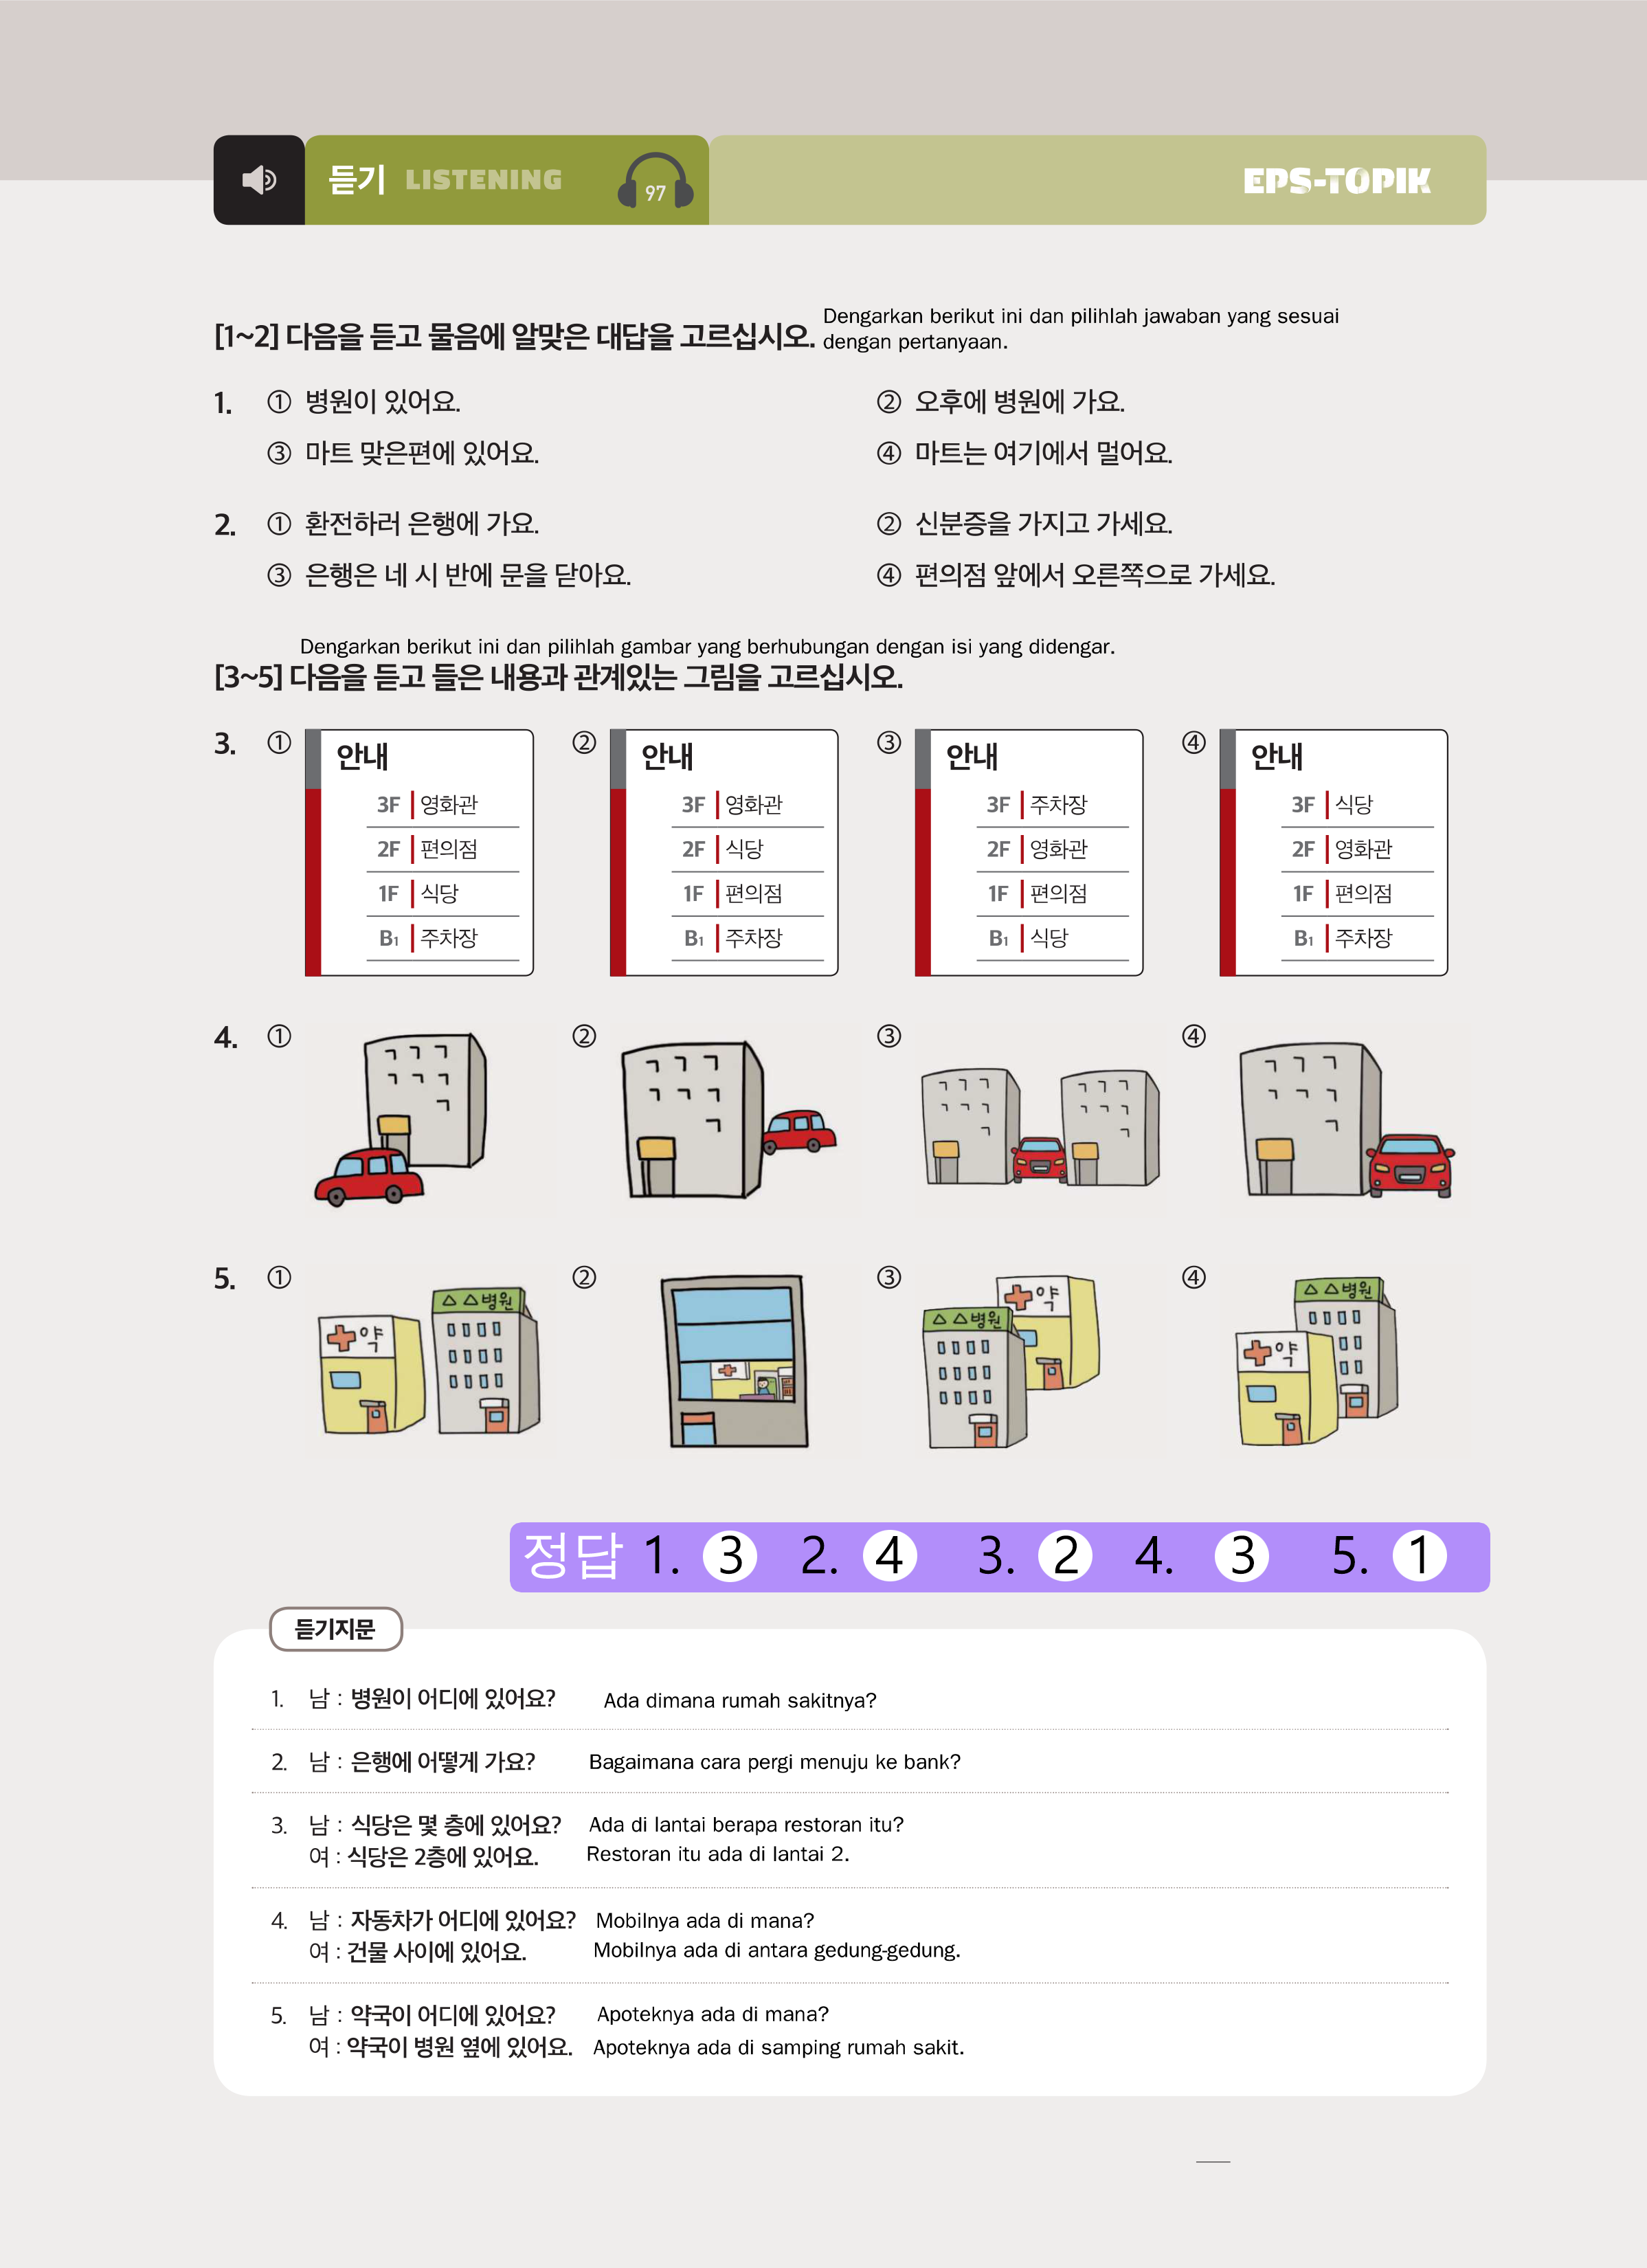 듣기 LISTENING 97 EPS-TOPIK
[1~2] 다음을 듣고 물음에 알맞은 대답을 고르십시오. Dengarkan berikut ini dan pilihlah jawaban yang sesuai
dengan pertanyaan.
1. ① 병원이 있어요. ② 오후에 병원에 가요.
③ 마트 맞은편에 있어요. ④ 마트는 여기에서 멀어요.
2. ① 환전하러 은행에 가요. ② 신분증을 가지고 가세요.
③ 은행은 네 시 반에 문을 닫아요. ④ 편의점 앞에서 오른쪽으로 가세요.
Dengarkan berikut ini dan pilihlah gambar yang berhubungan dengan isi yang didengar.
[3~5] 다음을 듣고 들은 내용과 관계있는 그림을 고르십시오.
3. ① 안내 ② 안내 ③ 안내 ④ 안내
3F 영화관 3F 영화관 3F 주차장 3F 식당
2F 편의점 2F 식당 2F 영화관 2F 영화관
1F 식당 1F 편의점 1F 편의점 1F 편의점
B1 주차장 B1 주차장 B1 식당 B1 주차장
4. ① ② ③ ④
5. ① ② ③ ④
약 △△병원 △△병원 약 약 △△병원
정답 1. 3 2. 4 3. 2 4. 3 5. 1
듣기지문
1. 남 : 병원이 어디에 있어요? Ada dimana rumah sakitnya?
2. 남 : 은행에 어떻게 가요? Bagaimana cara pergi menuju ke bank?
3. 남 : 식당은 몇 층에 있어요? Ada di lantai berapa restoran itu?
여 : 식당은 2층에 있어요. Restoran itu ada di lantai 2.
4. 남 : 자동차가 어디에 있어요? Mobilnya ada di mana?
여 : 건물 사이에 있어요. Mobilnya ada di antara gedung-gedung.
5. 남 : 약국이 어디에 있어요? Apoteknya ada di mana?
여 : 약국이 병원 옆에 있어요. Apoteknya ada di samping rumah sakit.